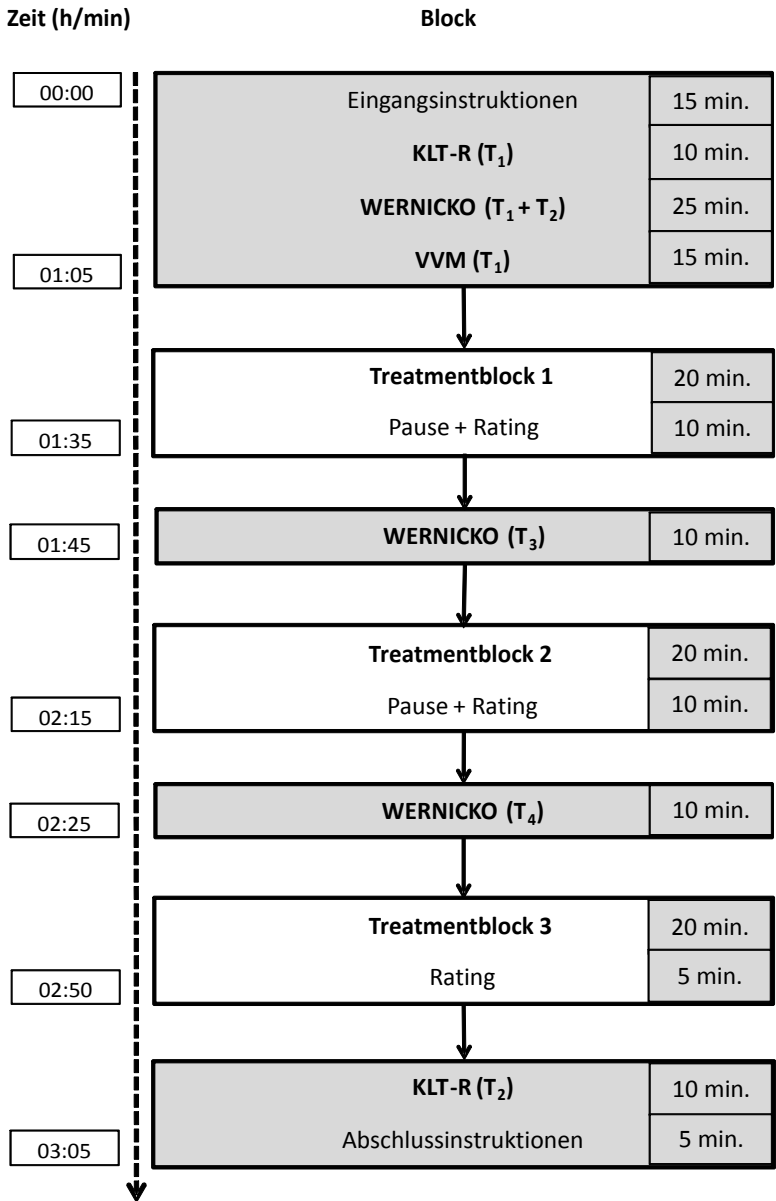 Zeit (h/min) Block
00:00
Eingangsinstruktionen 15 min.
KLT-R (T₁) 10 min.
WERNICKO (T₁ + T₂) 25 min.
VVM (T₁) 15 min.
01:05
Treatmentblock 1 20 min.
Pause + Rating 10 min.
01:35
WERNICKO (T₃) 10 min.
01:45
Treatmentblock 2 20 min.
Pause + Rating 10 min.
02:15
WERNICKO (T₄) 10 min.
02:25
Treatmentblock 3 20 min.
Rating 5 min.
02:50
KLT-R (T₂) 10 min.
Abschlussinstruktionen 5 min.
03:05